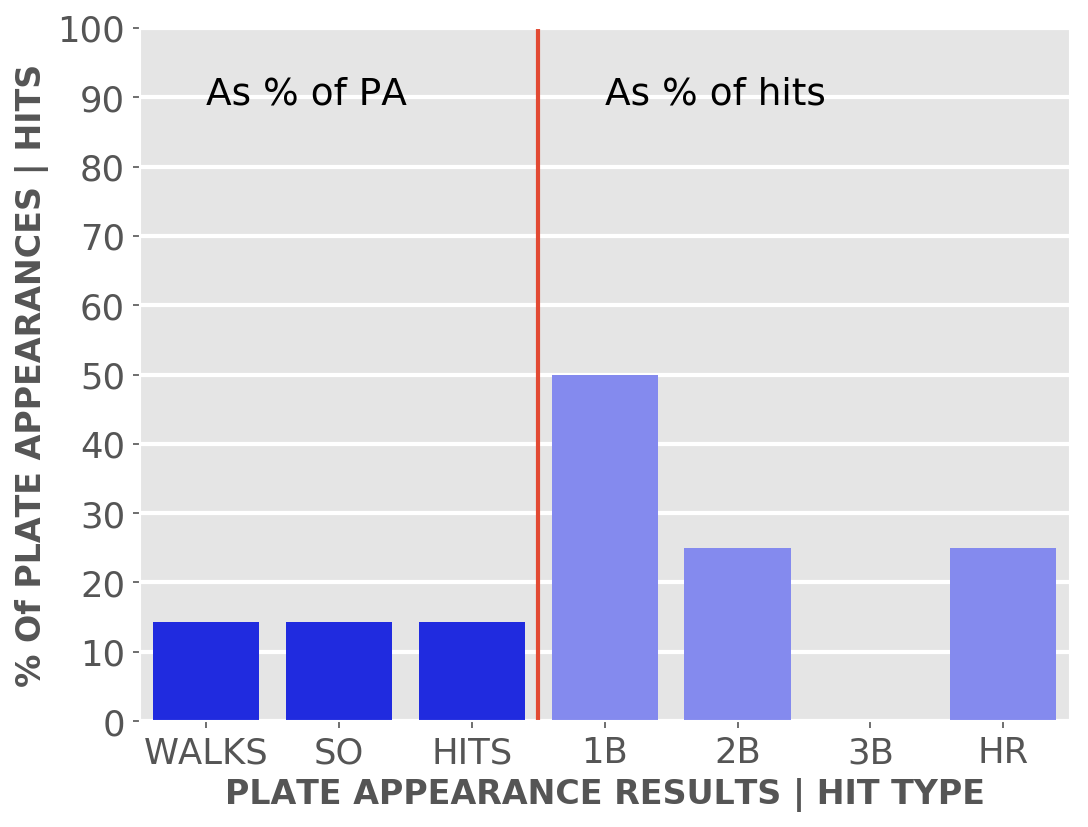 % Of PLATE APPEARANCES | HITS
100
90
80
70
60
50
40
30
20
10
0
As % of PA
As % of hits
WALKS SO HITS 1B 2B 3B HR
PLATE APPEARANCE RESULTS | HIT TYPE